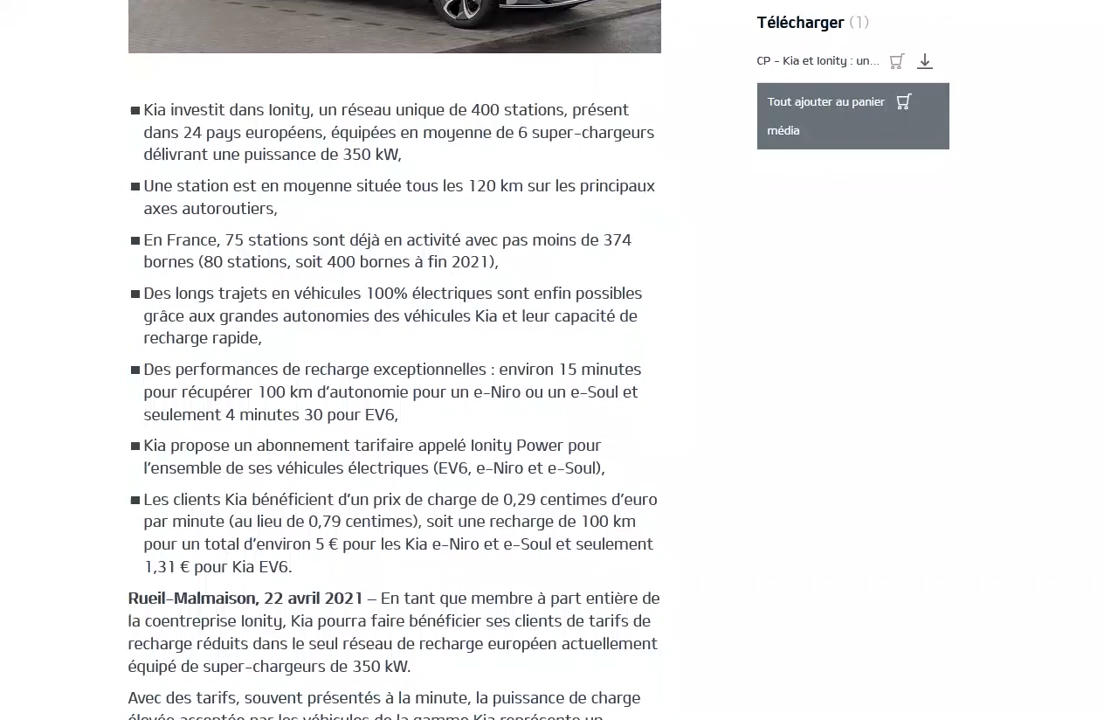 Kia investit dans Ionity, un réseau unique de 400 stations, présent
dans 24 pays européens, équipées en moyenne de 6 super-chargeurs
délivrant une puissance de 350 kW,
Une station est en moyenne située tous les 120 km sur les principaux
axes autoroutiers,
En France, 75 stations sont déjà en activité avec pas moins de 374
bornes (80 stations, soit 400 bornes à fin 2021),
Des longs trajets en véhicules 100% électriques sont enfin possibles
grâce aux grandes autonomies des véhicules Kia et leur capacité de
recharge rapide,
Des performances de recharge exceptionnelles : environ 15 minutes
pour récupérer 100 km d'autonomie pour un e-Niro ou un e-Soul et
seulement 4 minutes 30 pour EV6,
Kia propose un abonnement tarifaire appelé Ionity Power pour
l'ensemble de ses véhicules électriques (EV6, e-Niro et e-Soul),
Les clients Kia bénéficient d'un prix de charge de 0,29 centimes d'euro
par minute (au lieu de 0,79 centimes), soit une recharge de 100 km
pour un total d'environ 5 € pour les Kia e-Niro et e-Soul et seulement
1,31 € pour Kia EV6.
Rueil-Malmaison, 22 avril 2021 – En tant que membre à part entière de
la coentreprise Ionity, Kia pourra faire bénéficier ses clients de tarifs de
recharge réduits dans le seul réseau de recharge européen actuellement
équipé de super-chargeurs de 350 kW.
Avec des tarifs, souvent présentés à la minute, la puissance de charge
élevée acceptée par les véhicules de la gamme Kia représente un
Télécharger (1)
CP - Kia et Ionity : un...
Tout ajouter au panier
média